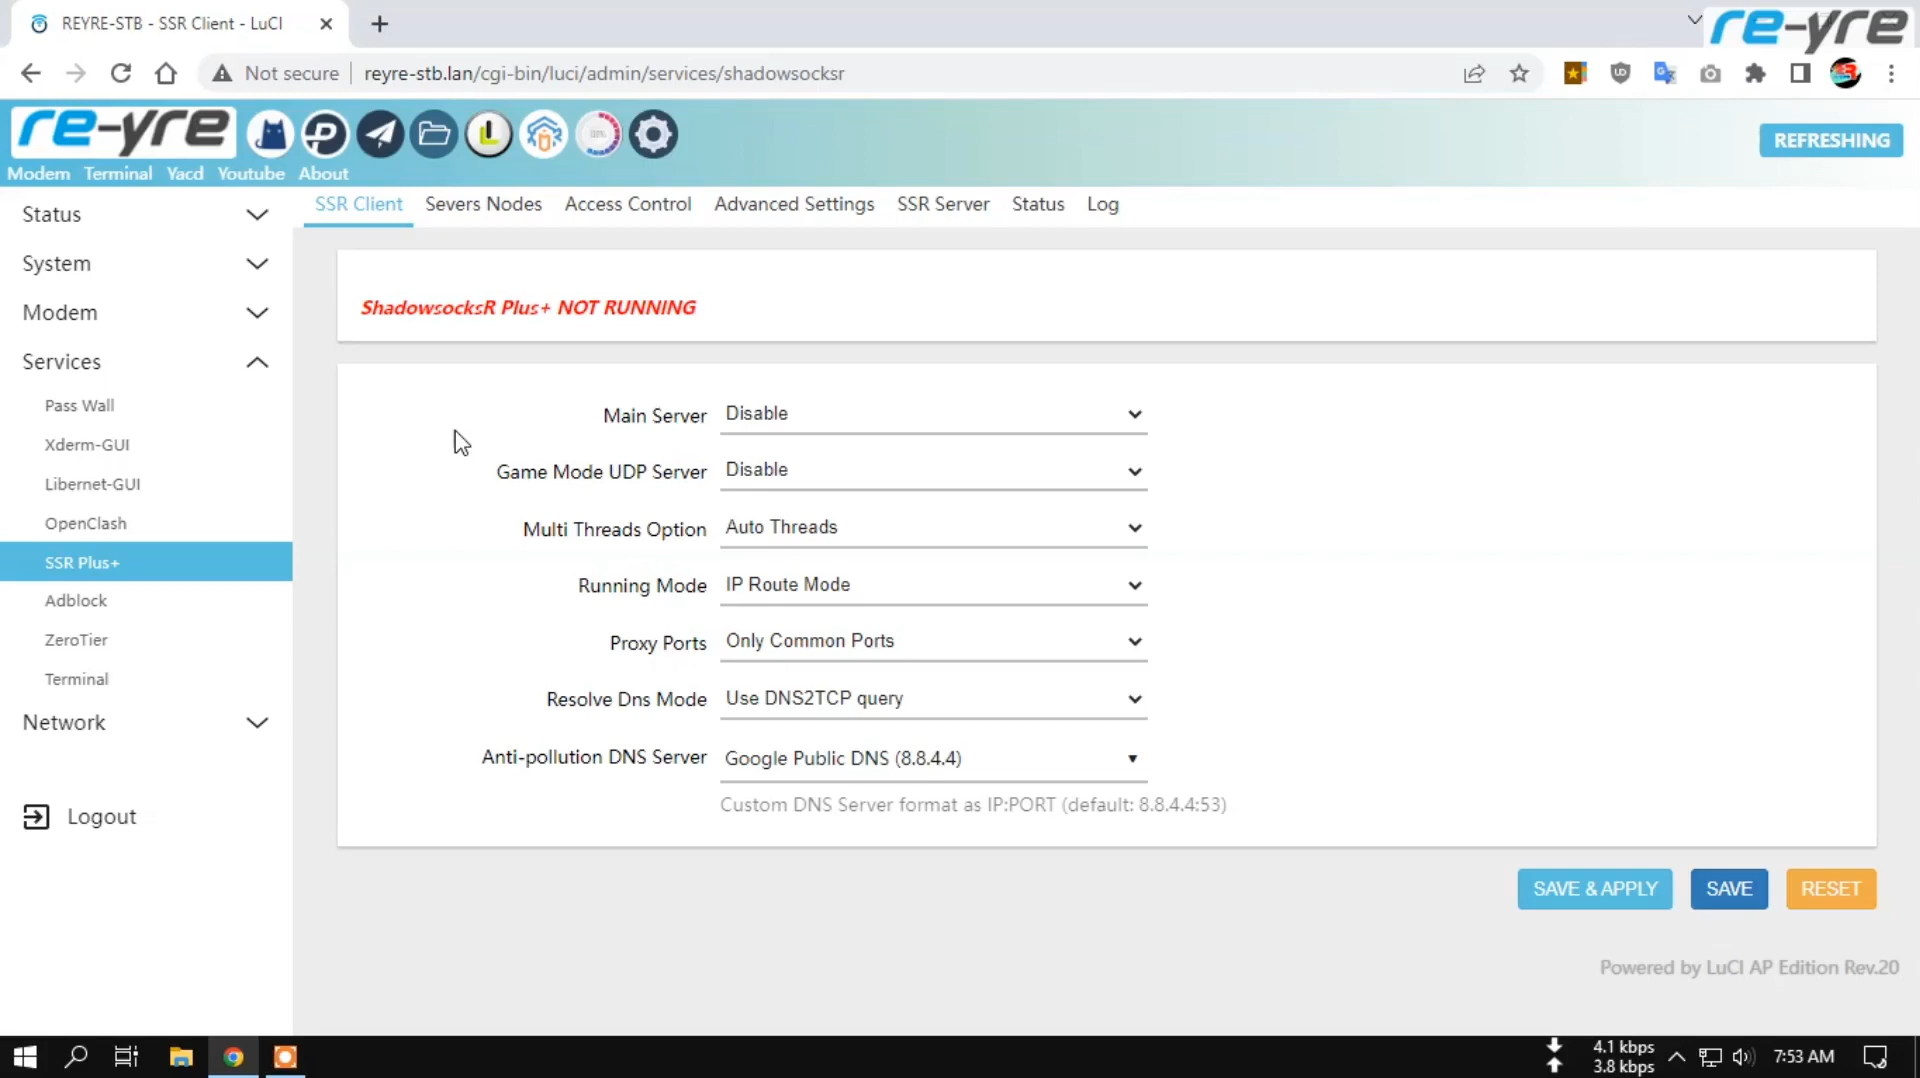 REYRE-STB - SSR Client - LuCI
re-yre
Not secure
reyre-stb.lan/cgi-bin/luci/admin/services/shadowsocksr
re-yre
REFRESHING
Modem Terminal Yacd Youtube About
Status
System
Modem
Services
Pass Wall
Xderm-GUI
Libernet-GUI
OpenClash
SSR Plus+
Adblock
ZeroTier
Terminal
Network
Logout
SSR Client Severs Nodes Access Control Advanced Settings SSR Server Status Log
ShadowsocksR Plus+ NOT RUNNING
Main Server Disable
Game Mode UDP Server Disable
Multi Threads Option Auto Threads
Running Mode IP Route Mode
Proxy Ports Only Common Ports
Resolve Dns Mode Use DNS2TCP query
Anti-pollution DNS Server Google Public DNS (8.8.4.4)
Custom DNS Server format as IP:PORT (default: 8.8.4.4:53)
SAVE & APPLY SAVE RESET
Powered by LuCI AP Edition Rev.20
4.1 kbps
3.8 kbps
7:53 AM